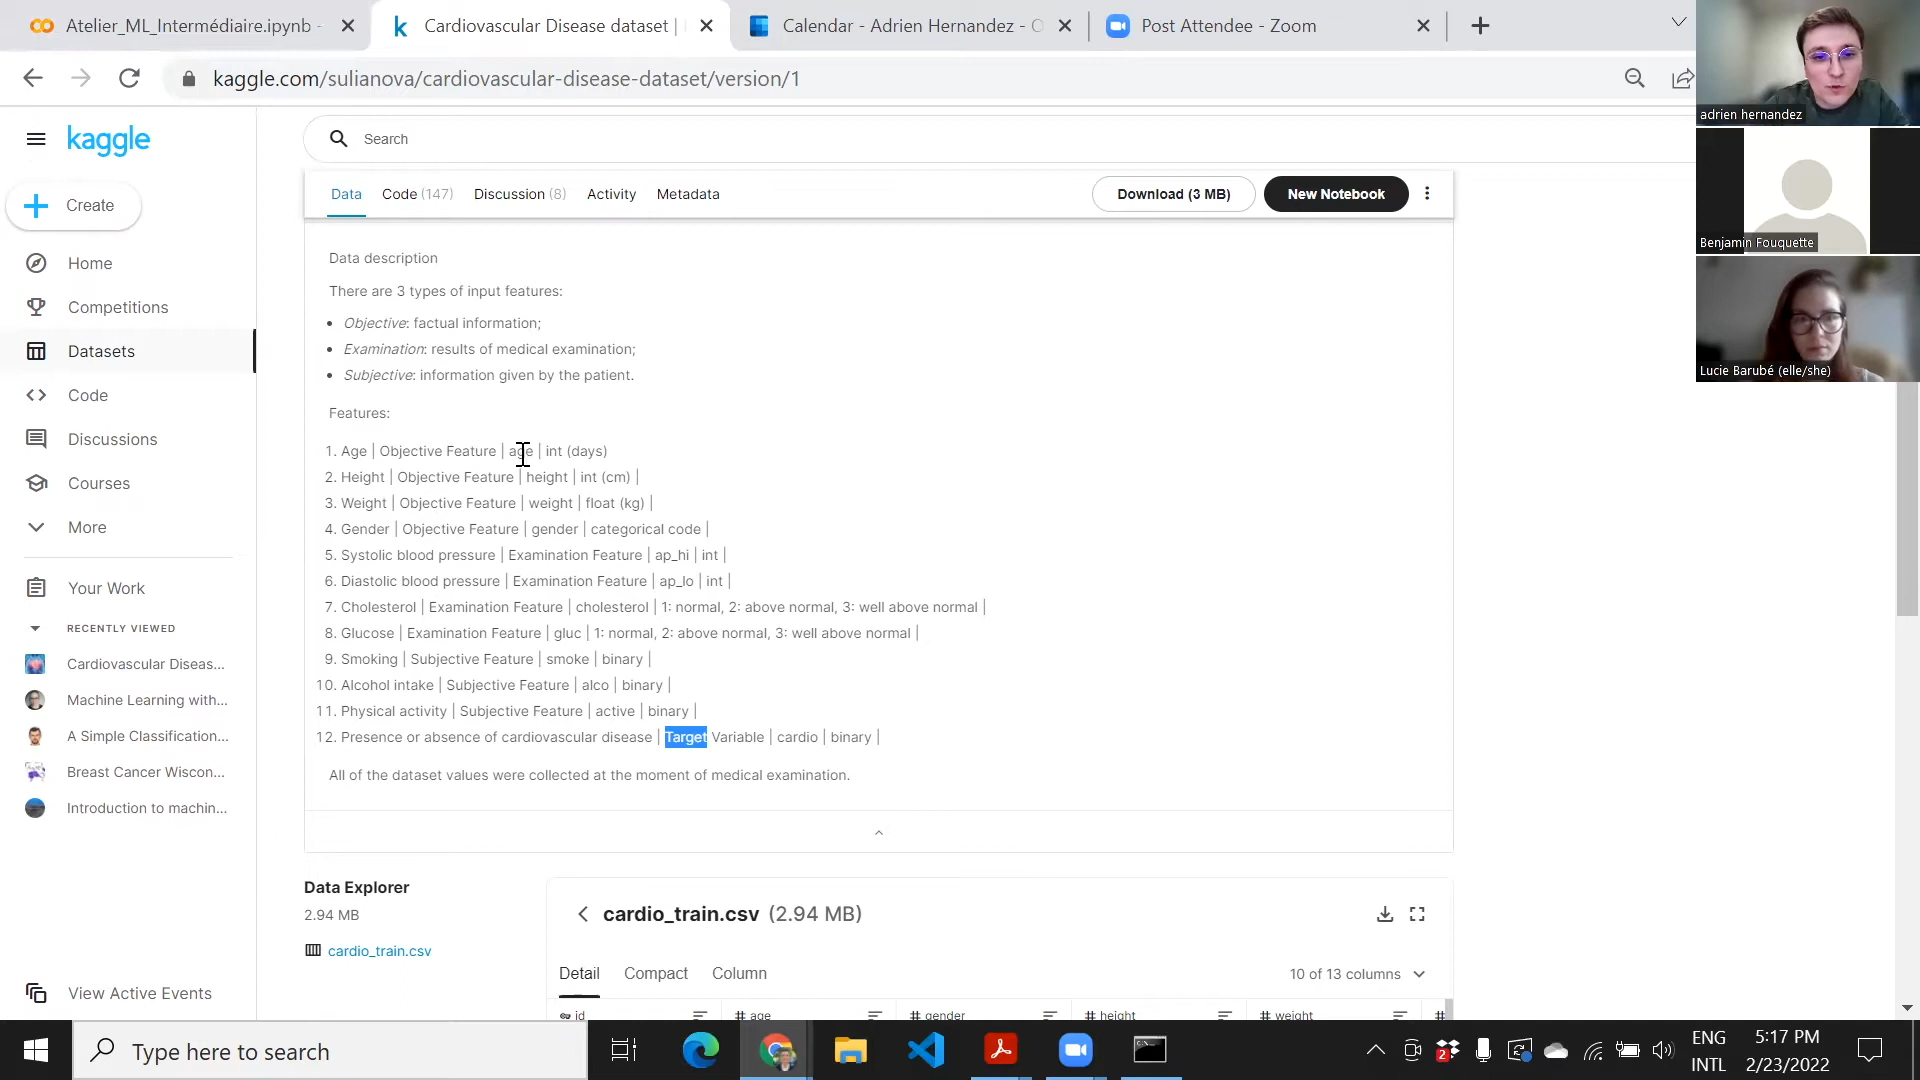 Atelier_ML_Intermédiaire.ipynb -
Cardiovascular Disease dataset |
Calendar - Adrien Hernandez - O
Post Attendee - Zoom
kaggle.com/sulianova/cardiovascular-disease-dataset/version/1
adrien hernandez
Benjamin Fouquette
Lucie Barubé (elle/she)
kaggle
Search
Create
Home
Competitions
Datasets
Code
Discussions
Courses
More
Your Work
RECENTLY VIEWED
Cardiovascular Diseas...
Machine Learning with...
A Simple Classification...
Breast Cancer Wiscon...
Introduction to machin...
View Active Events
Data Code (147) Discussion (8) Activity Metadata
Download (3 MB)
New Notebook
Data description
There are 3 types of input features:
• Objective: factual information;
• Examination: results of medical examination;
• Subjective: information given by the patient.
Features:
1. Age | Objective Feature | age | int (days)
2. Height | Objective Feature | height | int (cm) |
3. Weight | Objective Feature | weight | float (kg) |
4. Gender | Objective Feature | gender | categorical code |
5. Systolic blood pressure | Examination Feature | ap_hi | int |
6. Diastolic blood pressure | Examination Feature | ap_lo | int |
7. Cholesterol | Examination Feature | cholesterol | 1: normal, 2: above normal, 3: well above normal |
8. Glucose | Examination Feature | gluc | 1: normal, 2: above normal, 3: well above normal |
9. Smoking | Subjective Feature | smoke | binary |
10. Alcohol intake | Subjective Feature | alco | binary |
11. Physical activity | Subjective Feature | active | binary |
12. Presence or absence of cardiovascular disease | Target Variable | cardio | binary |
All of the dataset values were collected at the moment of medical examination.
Data Explorer
2.94 MB
cardio_train.csv
cardio_train.csv (2.94 MB)
Detail Compact Column
10 of 13 columns
id # age # gender # height # weight #
Type here to search
2
ENG
INTL
5:17 PM
2/23/2022